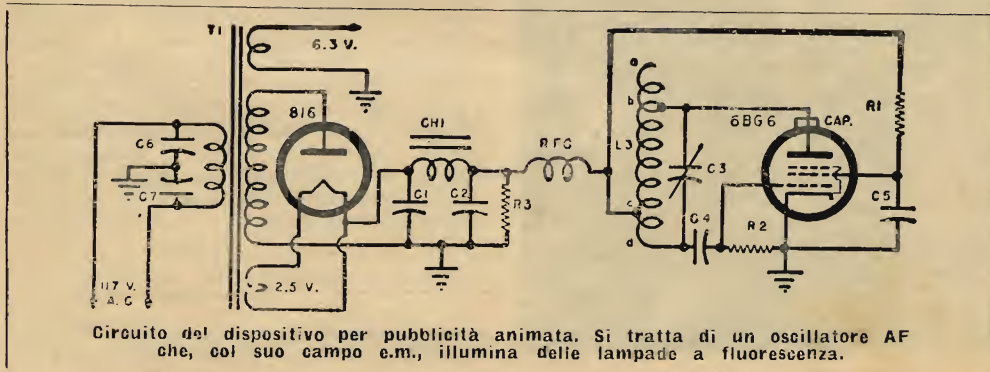 T1
6.3 V.
816
CH1
C6
C7
C1
C2
R3
2.5 V.
117 V.
A.C
RFC
a
b
L3
c
d
C3
C4
6BG6
CAP.
R1
R2
C5
Circuito del dispositivo per pubblicità animata. Si tratta di un oscillatore AF
che, col suo campo e.m., illumina delle lampade a fluorescenza.